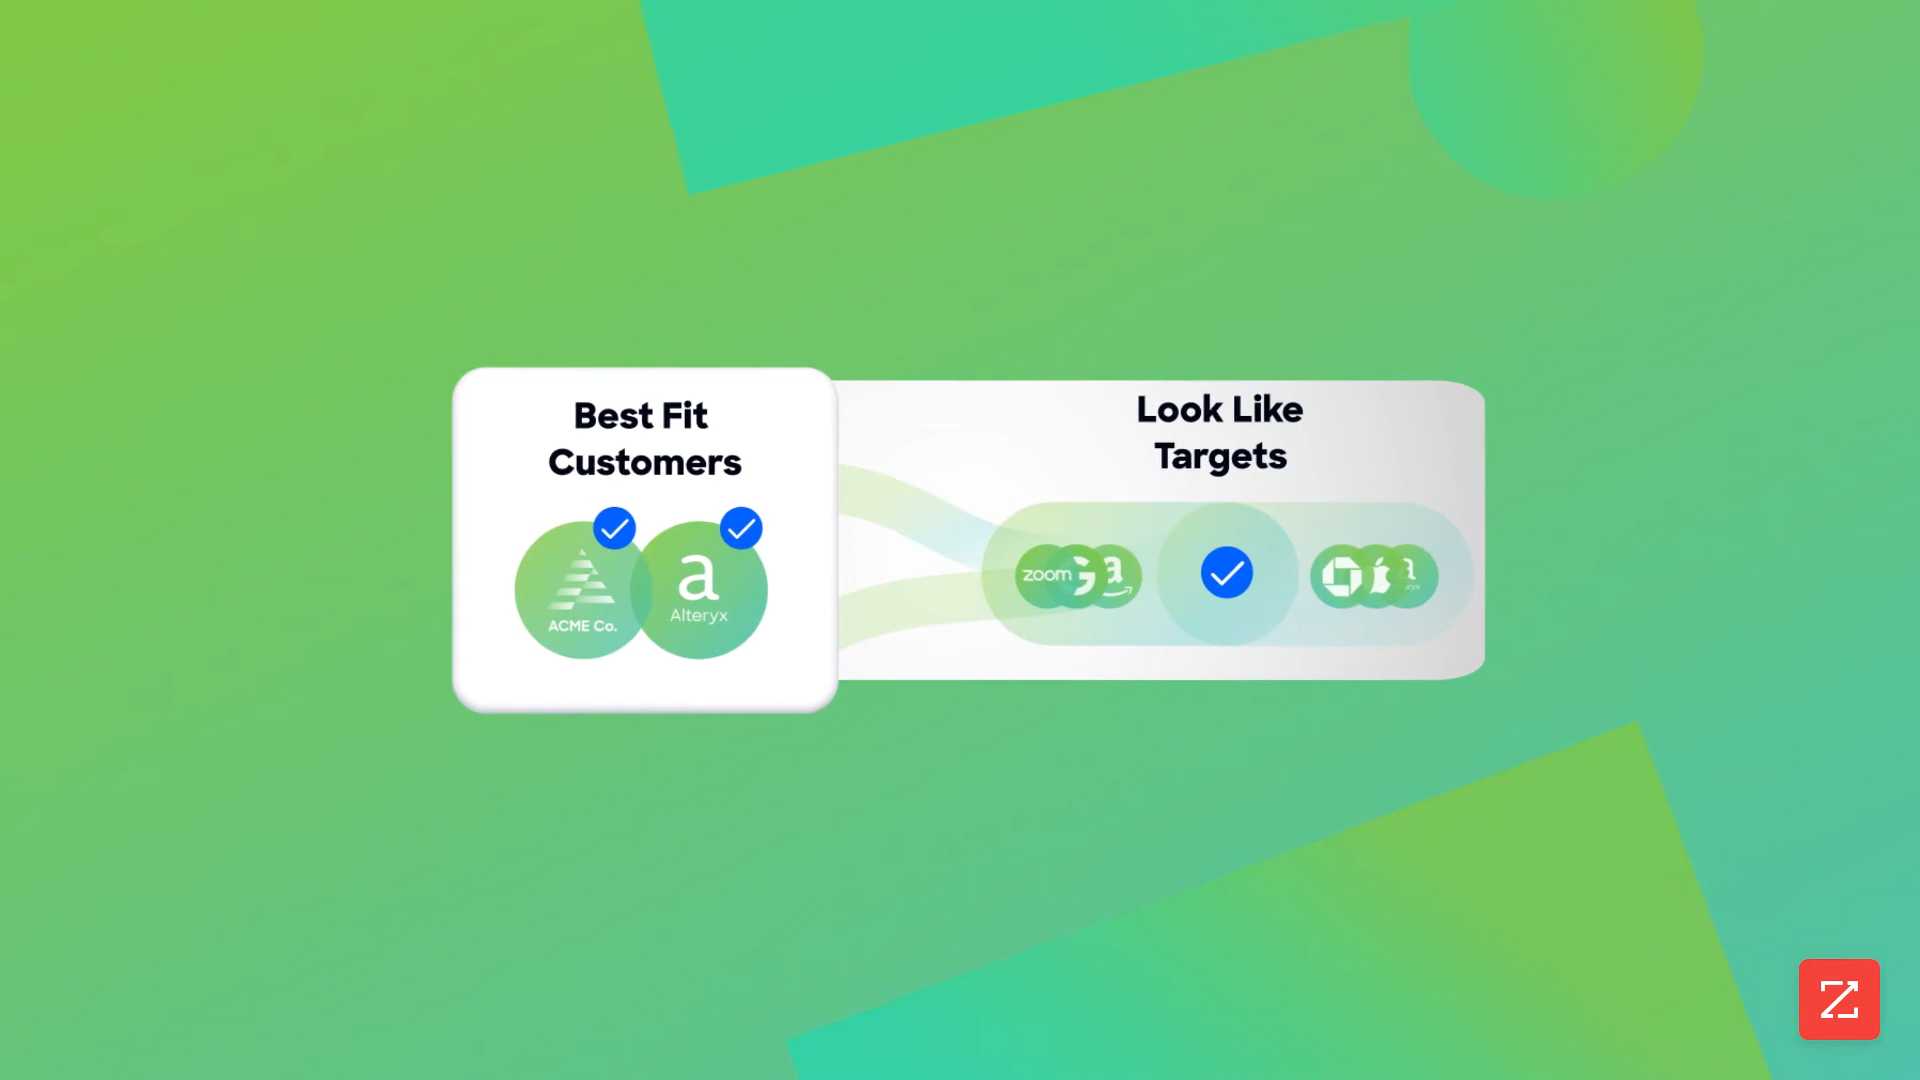 Best Fit
Customers
ACME Co.
a
Alteryx
Look Like
Targets
zoom
G
a
a